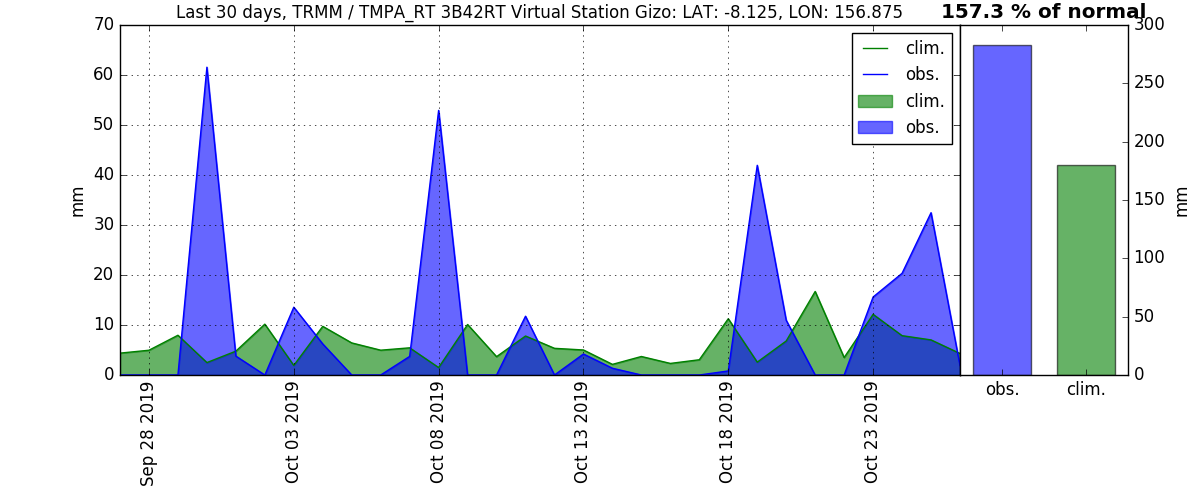 Last 30 days, TRMM / TMPA_RT 3B42RT Virtual Station Gizo: LAT: -8.125, LON: 156.875
157.3 % of normal
70
60
50
40
30
20
10
0
mm
clim.
obs.
clim.
obs.
Sep 28 2019
Oct 03 2019
Oct 08 2019
Oct 13 2019
Oct 18 2019
Oct 23 2019
300
250
200
150
100
50
0
mm
obs.
clim.